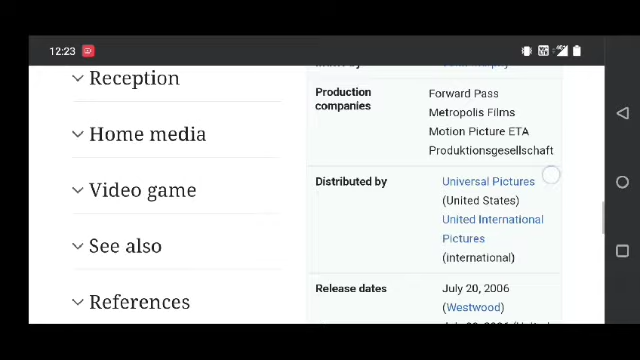 12:23
Reception
Home media
Video game
See also
References
Production
companies
Forward Pass
Metropolis Films
Motion Picture ETA
Produktionsgesellschaft
Distributed by
Universal Pictures
(United States)
United International
Pictures
(international)
Release dates
July 20, 2006
(Westwood)